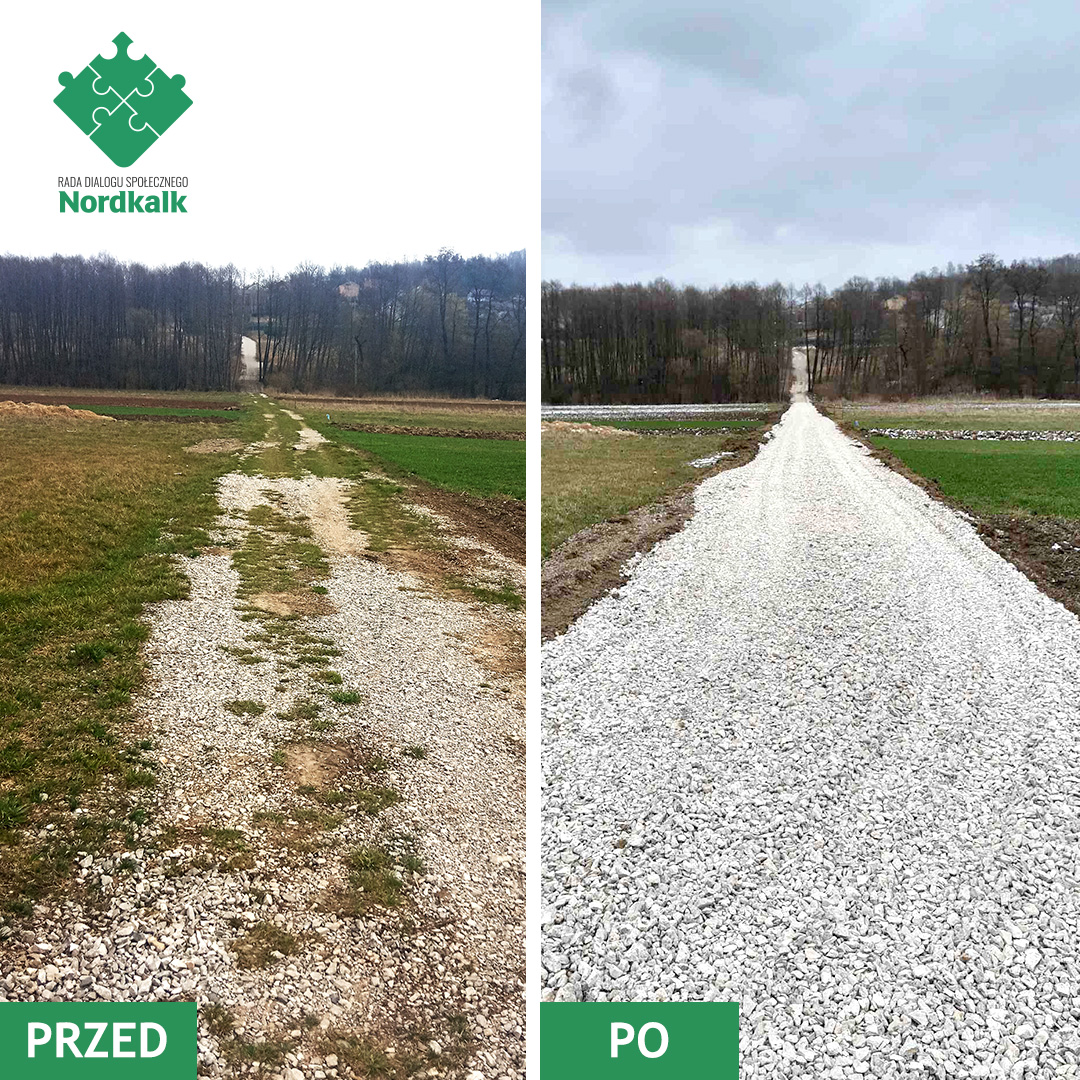 RADA DIALOGU SPOŁECZNEGO
Nordkalk
PRZED
PO